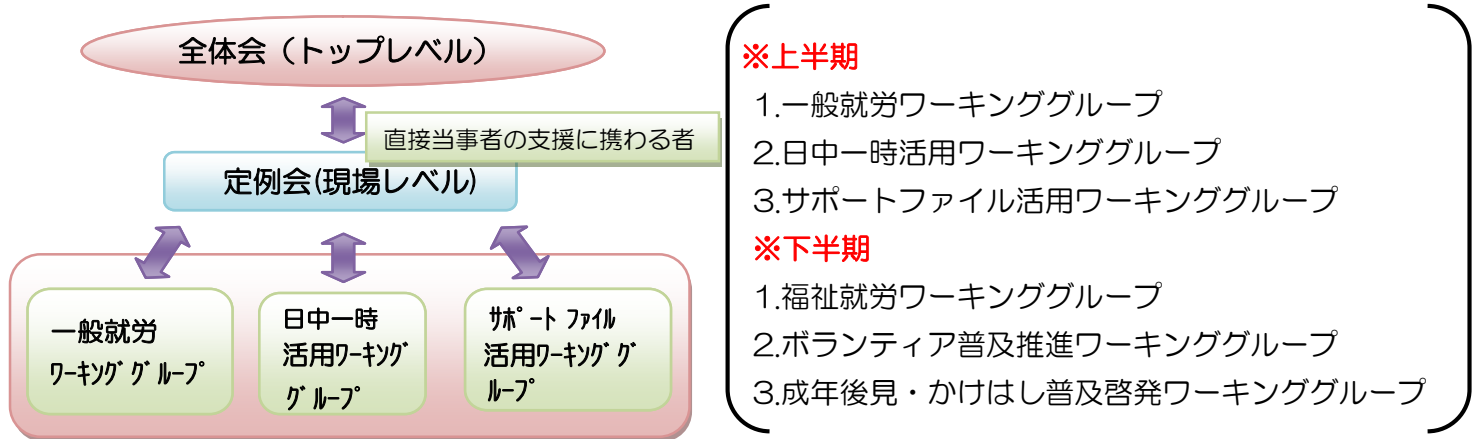 全体会（トップレベル）
直接当事者の支援に携わる者
定例会(現場レベル)
一般就労
ﾜｰｷﾝｸﾞｸﾞﾙｰﾌﾟ
日中一時
活用ﾜｰｷﾝｸﾞ
ｸﾞﾙｰﾌﾟ
ｻﾎﾟｰﾄﾌｧｲﾙ
活用ﾜｰｷﾝｸﾞｸﾞ
ﾙｰﾌﾟ
※上半期
1.一般就労ワーキンググループ
2.日中一時活用ワーキンググループ
3.サポートファイル活用ワーキンググループ
※下半期
1.福祉就労ワーキンググループ
2.ボランティア普及推進ワーキンググループ
3.成年後見・かけはし普及啓発ワーキンググループ